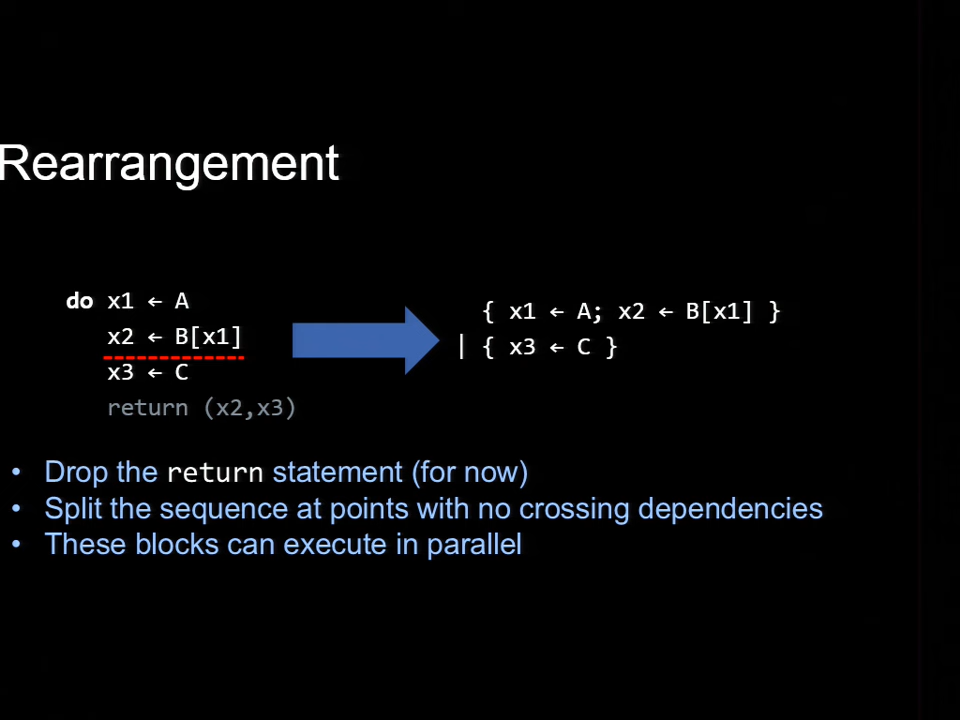 Rearrangement
do x1 ← A
x2 ← B[x1]
x3 ← C
return (x2,x3)
{ x1 ← A; x2 ← B[x1] }
| { x3 ← C }
• Drop the return statement (for now)
• Split the sequence at points with no crossing dependencies
• These blocks can execute in parallel